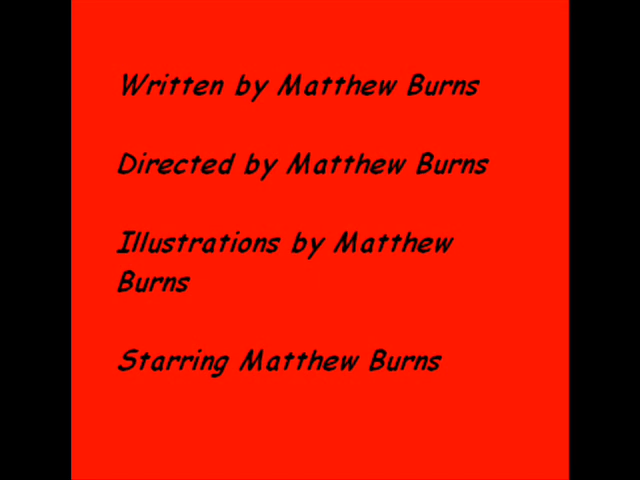 Written by Matthew Burns
Directed by Matthew Burns
Illustrations by Matthew
Burns
Starring Matthew Burns